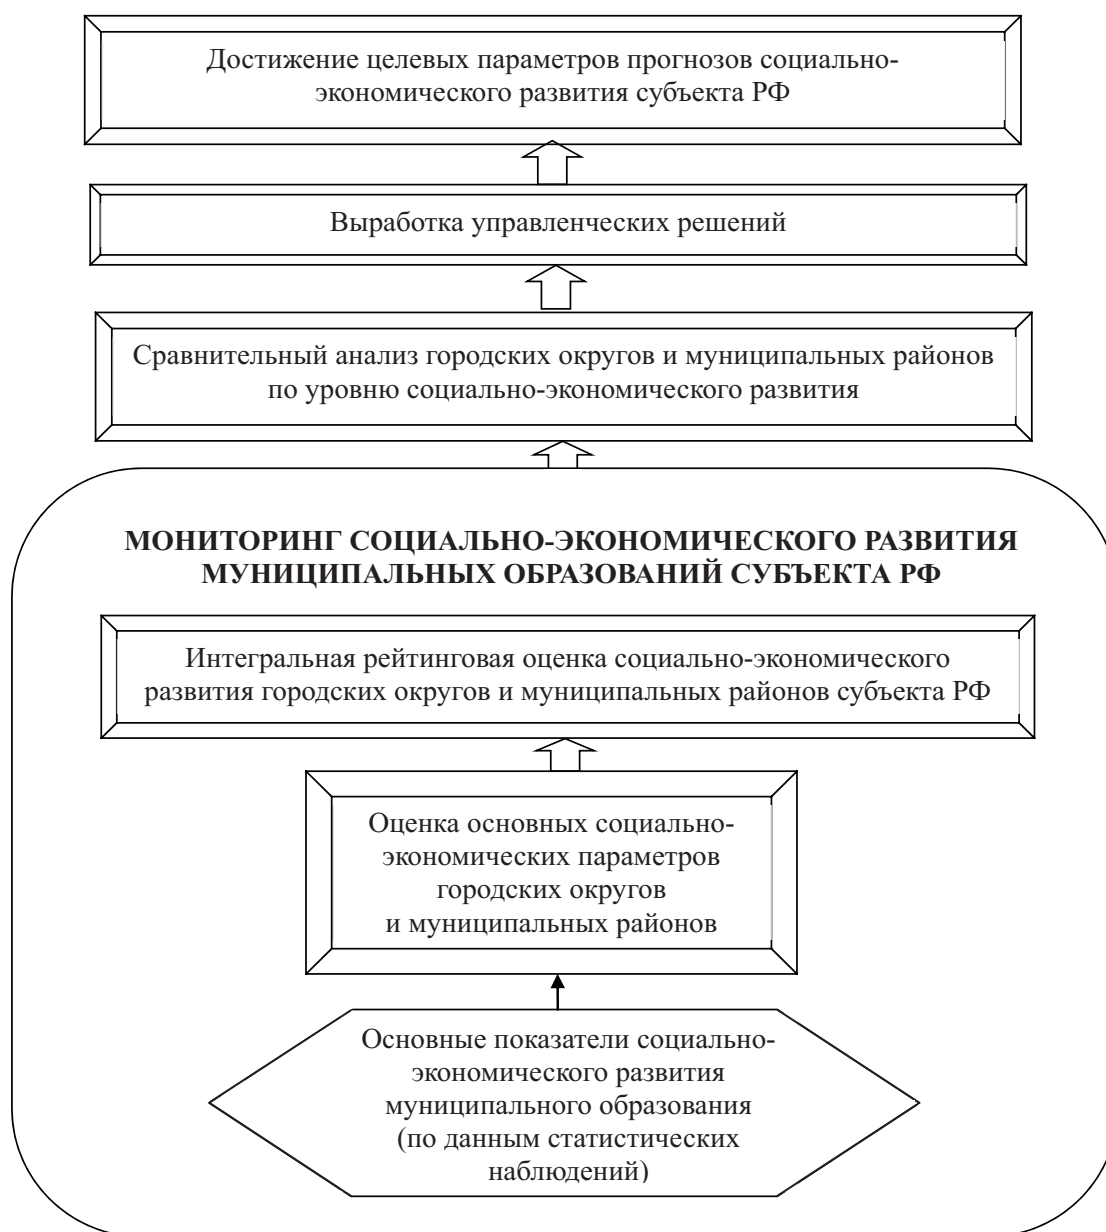 Достижение целевых параметров прогнозов социально-
экономического развития субъекта РФ
Выработка управленческих решений
Сравнительный анализ городских округов и муниципальных районов
по уровню социально-экономического развития
МОНИТОРИНГ СОЦИАЛЬНО-ЭКОНОМИЧЕСКОГО РАЗВИТИЯ
МУНИЦИПАЛЬНЫХ ОБРАЗОВАНИЙ СУБЪЕКТА РФ
Интегральная рейтинговая оценка социально-экономического
развития городских округов и муниципальных районов субъекта РФ
Оценка основных социально-
экономических параметров
городских округов
и муниципальных районов
Основные показатели социально-
экономического развития
муниципального образования
(по данным статистических
наблюдений)